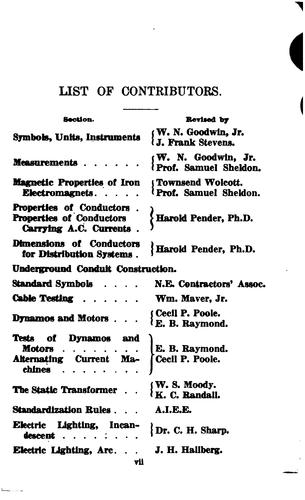 LIST OF CONTRIBUTORS.
Section. Revised by
Symbols, Units, Instruments { W. N. Goodwin, Jr.
J. Frank Stevens.
Measurements . . . . . . { W. N. Goodwin, Jr.
Prof. Samuel Sheldon.
Magnetic Properties of Iron { Townsend Wolcott.
Electromagnets . . . . . Prof. Samuel Sheldon.
Properties of Conductors .
Properties of Conductors } Harold Pender, Ph.D.
Carrying A.C. Currents .
Dimensions of Conductors
for Distribution Systems . } Harold Pender, Ph.D.
Underground Conduit Construction.
Standard Symbols . . . . N.E. Contractors' Assoc.
Cable Testing . . . . . Wm. Maver, Jr.
Dynamos and Motors . . . { Cecil P. Poole.
E. B. Raymond.
Tests of Dynamos and
Motors . . . . . . . . { E. B. Raymond.
Alternating Current Ma- Cecil P. Poole.
chines . . . . . . . .
The Static Transformer . . { W. S. Moody.
K. C. Randall.
Standardization Rules . . . A.I.E.E.
Electric Lighting, Incan-
descent . . . . . . . { Dr. C. H. Sharp.
Electric Lighting, Arc . . . J. H. Hallberg.
vii